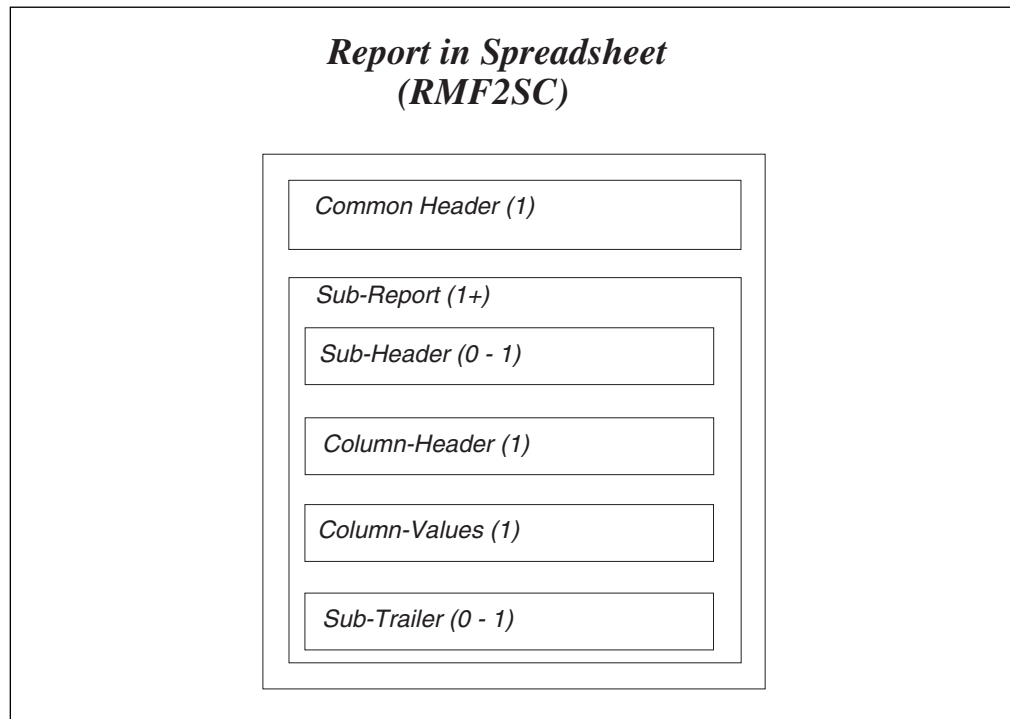 Report in Spreadsheet
(RMF2SC)
Common Header (1)
Sub-Report (1+)
Sub-Header (0 - 1)
Column-Header (1)
Column-Values (1)
Sub-Trailer (0 - 1)